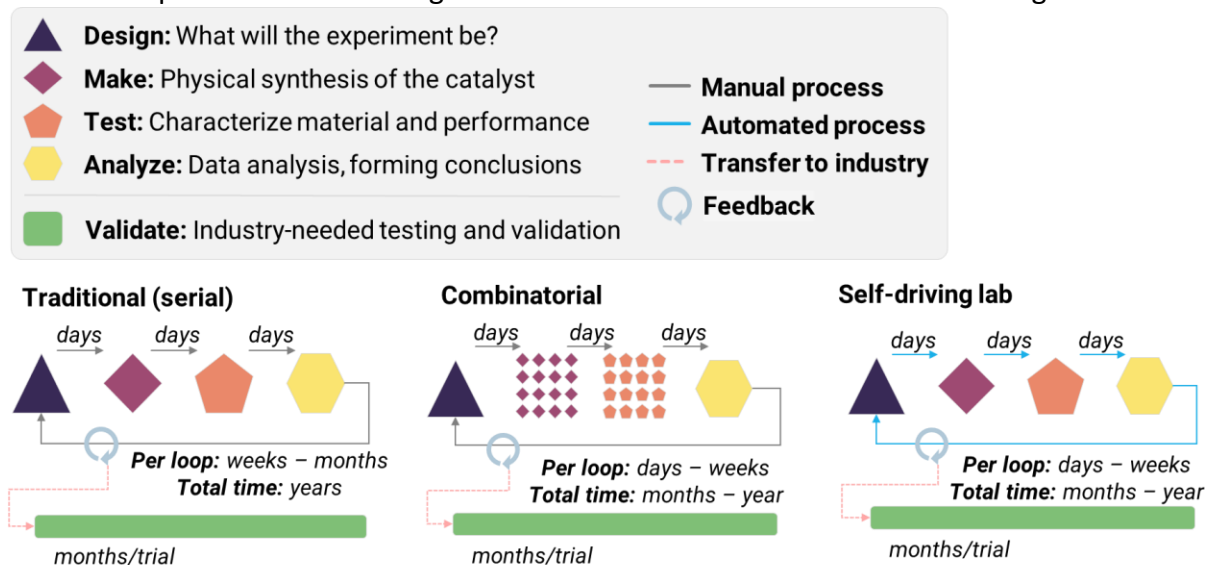 Design: What will the experiment be?
Make: Physical synthesis of the catalyst
Test: Characterize material and performance
Analyze: Data analysis, forming conclusions
Validate: Industry-needed testing and validation
Manual process
Automated process
Transfer to industry
Feedback
Traditional (serial)
days
days
days
Per loop: weeks – months
Total time: years
months/trial
Combinatorial
days
days
days
Per loop: days – weeks
Total time: months – year
months/trial
Self-driving lab
days
days
days
Per loop: days – weeks
Total time: months – year
months/trial